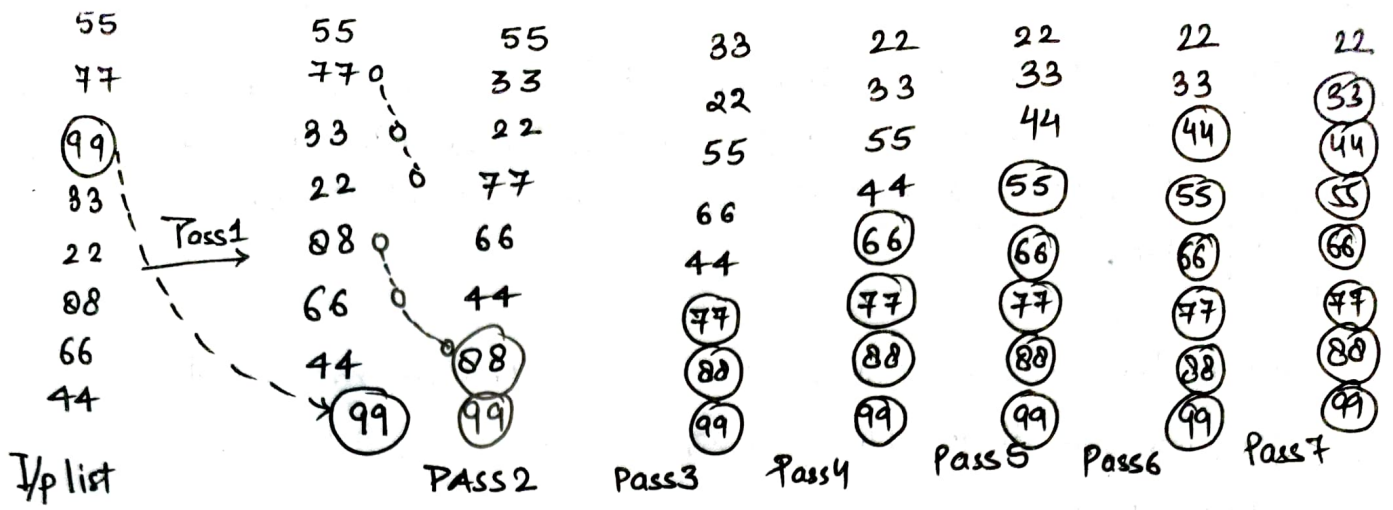 55 55 55 33 22 22 22 22
77 77 33 22 33 33 33 33
99 33 22 55 55 44 44 44
33 22 77 66 44 55 55 55
Pass1
22 88 66 44 66 66 66 66
88 66 44 77 77 77 77 77
66 44 88 88 88 88 88 88
44 99 99 99 99 99 99 99
I/p list PASS2 Pass3 Pass4 Pass5 Pass6 Pass7